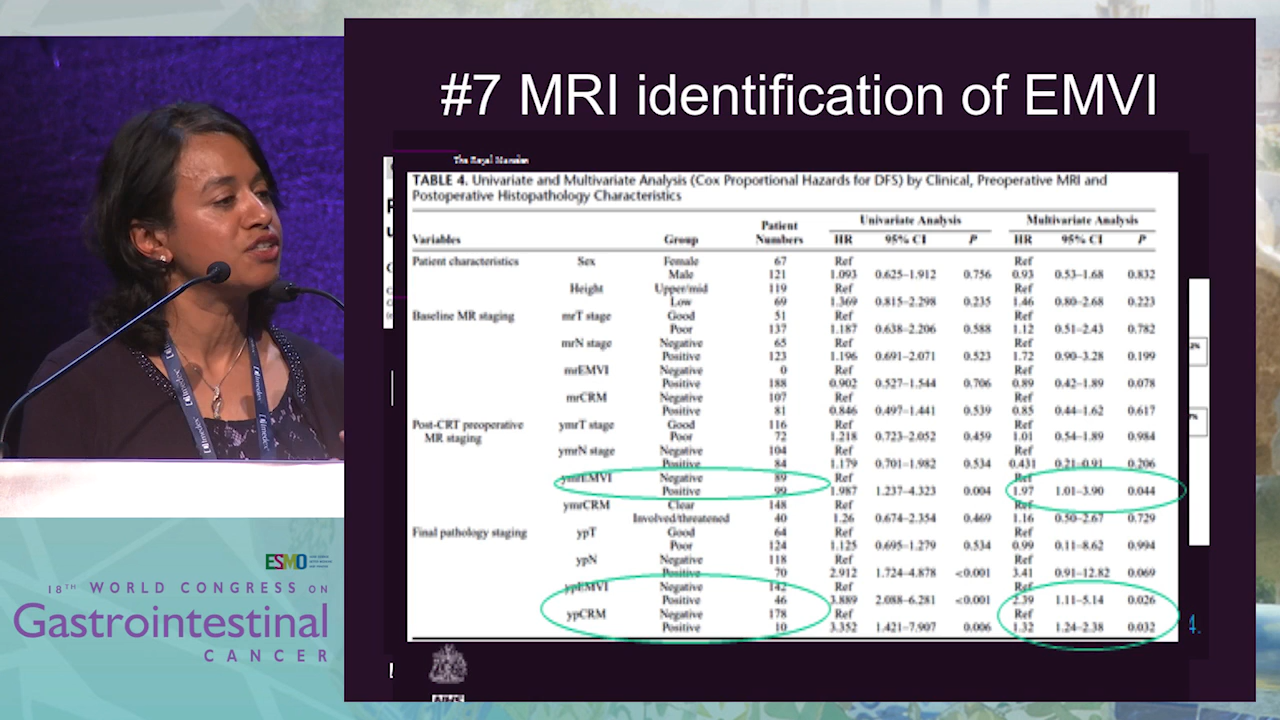 #7 MRI identification of EMVI
The Royal Marsden
TABLE 4. Univariate and Multivariate Analysis (Cox Proportional Hazards for DFS) by Clinical, Preoperative MRI and
Postoperative Histopathology Characteristics
Univariate Analysis Multivariate Analysis
Variables Group Patient Numbers HR 95% CI P HR 95% CI P
Patient characteristics Sex Female 67 Ref Ref
Male 121 1.093 0.625–1.912 0.756 0.93 0.53–1.68 0.832
Height Upper/mid 119 Ref Ref
Low 69 1.369 0.815–2.298 0.235 1.46 0.80–2.68 0.223
Baseline MR staging mrT stage Good 51 Ref Ref
Poor 137 1.187 0.638–2.206 0.588 1.12 0.51–2.43 0.782
mrN stage Negative 65 Ref Ref
Positive 123 1.196 0.691–2.071 0.523 1.72 0.90–3.28 0.199
mrEMVI Negative 0 Ref Ref
Positive 188 0.902 0.527–1.544 0.706 0.89 0.42–1.89 0.078
mrCRM Negative 107 Ref Ref
Positive 81 0.846 0.497–1.441 0.539 0.85 0.44–1.62 0.617
Post-CRT preoperative ymrT stage Good 116 Ref Ref
MR staging Poor 72 1.218 0.723–2.052 0.459 1.01 0.54–1.89 0.984
ymrN stage Negative 104 Ref Ref
Positive 84 1.179 0.701–1.982 0.534 0.431 0.21–0.91 0.206
ymrEMVI Negative 89 Ref Ref
Positive 99 1.987 1.237–4.323 0.004 1.97 1.01–3.90 0.044
ymrCRM Clear 148 Ref Ref
Involved/threatened 40 1.26 0.674–2.354 0.469 1.16 0.50–2.67 0.729
Final pathology staging ypT Good 64 Ref Ref
Poor 124 1.125 0.695–1.279 0.534 0.99 0.11–8.62 0.994
ypN Negative 118 Ref Ref
Positive 70 2.912 1.724–4.878 <0.001 3.41 0.91–12.82 0.069
ypEMVI Negative 142 Ref Ref
Positive 46 3.889 2.088–6.281 <0.001 2.39 1.11–5.14 0.026
ypCRM Negative 178 Ref Ref
Positive 10 3.352 1.421–7.907 0.006 1.32 1.24–2.38 0.032
4.
NHS
imedex
imedex
ESMO
18TH WORLD CONGRESS ON
Gastrointestinal
CANCER